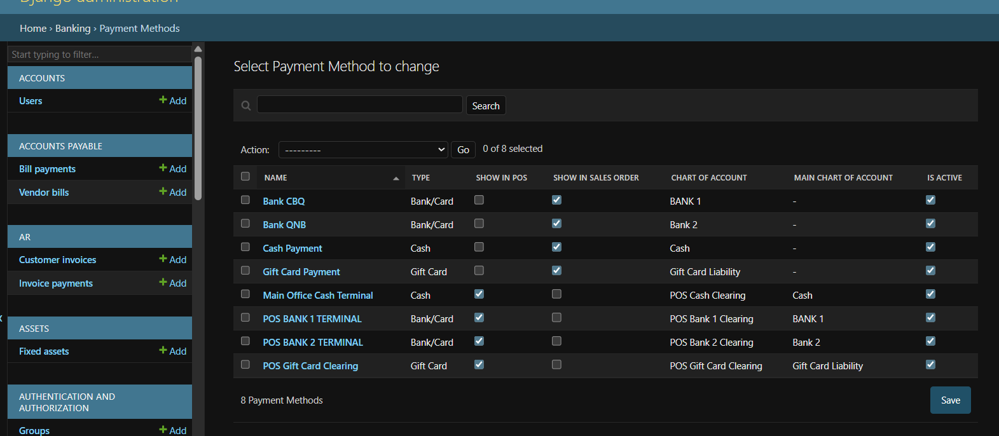 Django administration
Home › Banking › Payment Methods
Start typing to filter...
ACCOUNTS
Users + Add
ACCOUNTS PAYABLE
Bill payments + Add
Vendor bills + Add
AR
Customer invoices + Add
Invoice payments + Add
ASSETS
Fixed assets + Add
AUTHENTICATION AND
AUTHORIZATION
Groups + Add
Select Payment Method to change
Search
Action: --------- Go 0 of 8 selected
NAME TYPE SHOW IN POS SHOW IN SALES ORDER CHART OF ACCOUNT MAIN CHART OF ACCOUNT IS ACTIVE
Bank CBQ Bank/Card BANK 1 -
Bank QNB Bank/Card Bank 2 -
Cash Payment Cash Cash -
Gift Card Payment Gift Card Gift Card Liability -
Main Office Cash Terminal Cash POS Cash Clearing Cash
POS BANK 1 TERMINAL Bank/Card POS Bank 1 Clearing BANK 1
POS BANK 2 TERMINAL Bank/Card POS Bank 2 Clearing Bank 2
POS Gift Card Clearing Gift Card POS Gift Card Clearing Gift Card Liability
8 Payment Methods
Save